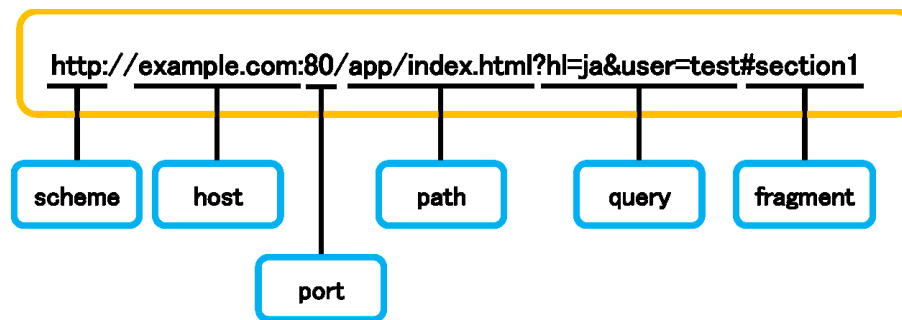 http://example.com:80/app/index.html?hl=ja&user=test#section1
scheme
host
path
query
fragment
port